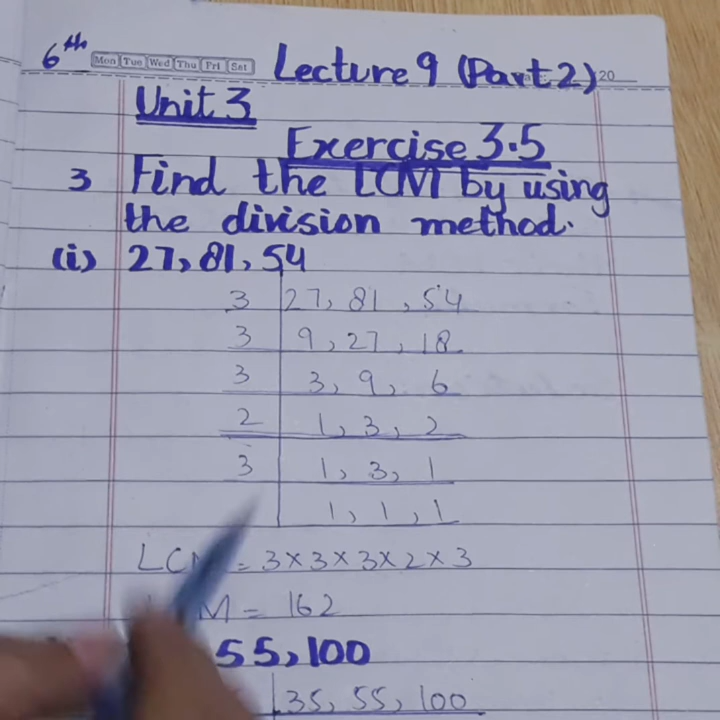 6th Mon Tue Wed Thu Fri Sat Lecture 9 (Part 2) 20
Unit 3
Exercise 3.5
3 Find the LCM by using
the division method.
(i) 27, 81, 54
3 27, 81, 54
3 9, 27, 18
3 3, 9, 6
2 1, 3, 2
3 1, 3, 1
1, 1, 1
LCM = 3×3×3×2×3
= 162
55, 100
35, 55, 100